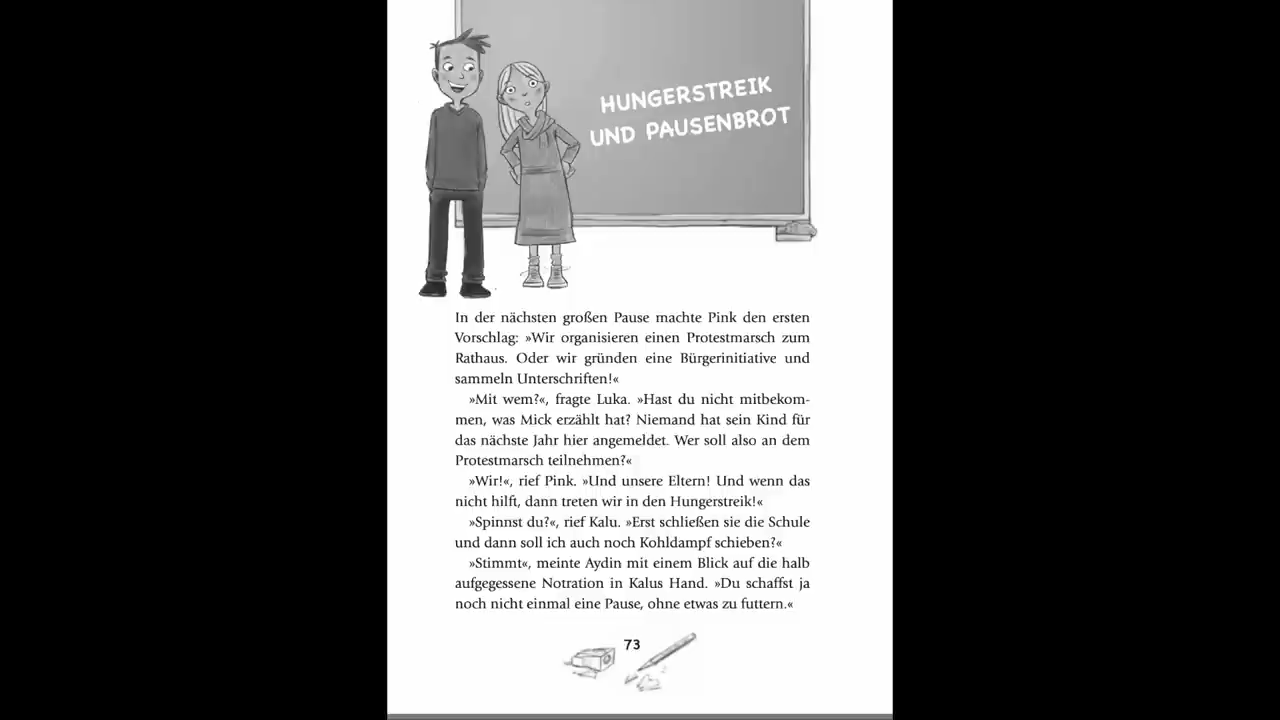 HUNGERSTREIK
UND PAUSENBROT
In der nächsten großen Pause machte Pink den ersten
Vorschlag: »Wir organisieren einen Protestmarsch zum
Rathaus. Oder wir gründen eine Bürgerinitiative und
sammeln Unterschriften!«
»Mit wem?«, fragte Luka. »Hast du nicht mitbekom-
men, was Mick erzählt hat? Niemand hat sein Kind für
das nächste Jahr hier angemeldet. Wer soll also an dem
Protestmarsch teilnehmen?«
»Wir!«, rief Pink. »Und unsere Eltern! Und wenn das
nicht hilft, dann treten wir in den Hungerstreik!«
»Spinnst du?«, rief Kalu. »Erst schließen sie die Schule
und dann soll ich auch noch Kohldampf schieben?«
»Stimmt«, meinte Aydin mit einem Blick auf die halb
aufgegessene Notration in Kalus Hand. »Du schaffst ja
noch nicht einmal eine Pause, ohne etwas zu futtern.«
73